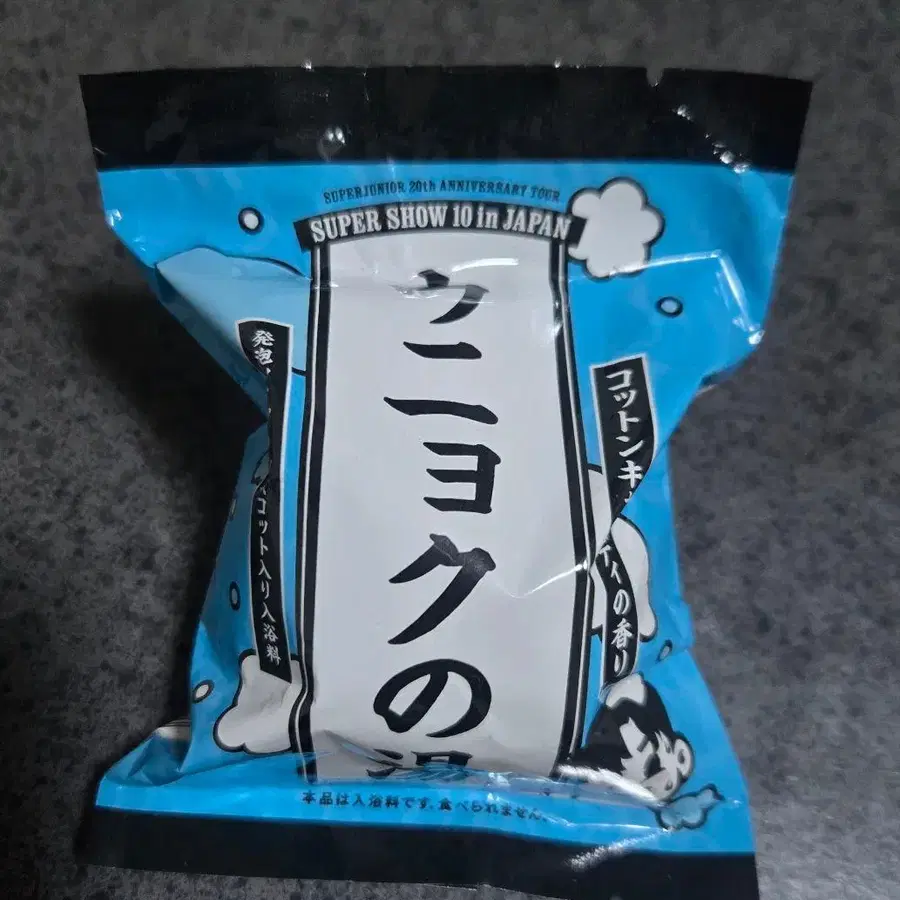 SUPERJUNIOR 20th ANNIVERSARY TOUR
SUPER SHOW 10 in JAPAN
コットンキ
イの香り
ウニョクの湯
発泡
コット入り入浴料
本品は入浴料です。食べられません。